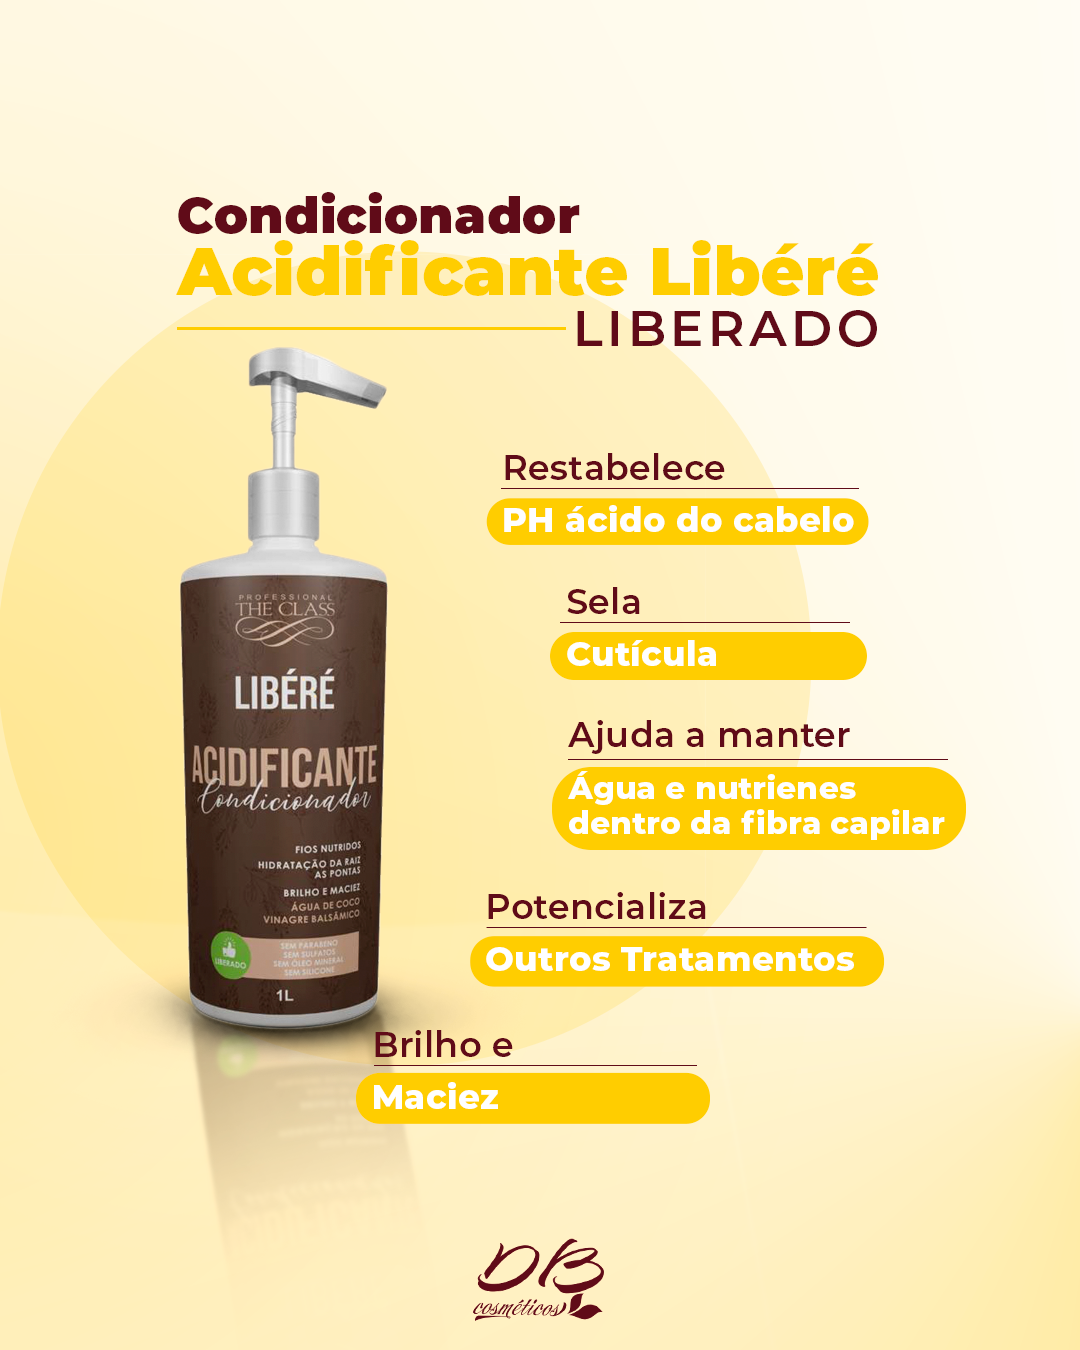 Condicionador
Acidificante Libéré
LIBERADO
Restabelece
PH ácido do cabelo
Sela
Cutícula
Ajuda a manter
Água e nutrienes
dentro da fibra capilar
Potencializa
Outros Tratamentos
Brilho e
Maciez
PROFESSIONAL
THE CLASS
LIBÉRÉ
ACIDIFICANTE
Condicionador
FIOS NUTRIDOS
HIDRATAÇÃO DA RAIZ
AS PONTAS
BRILHO E MACIEZ
ÁGUA DE COCO
VINAGRE BALSÂMICO
LIBERADO
SEM PARABENO
SEM SULFATOS
SEM ÓLEO MINERAL
SEM SILICONE
1L
DB
cosméticos